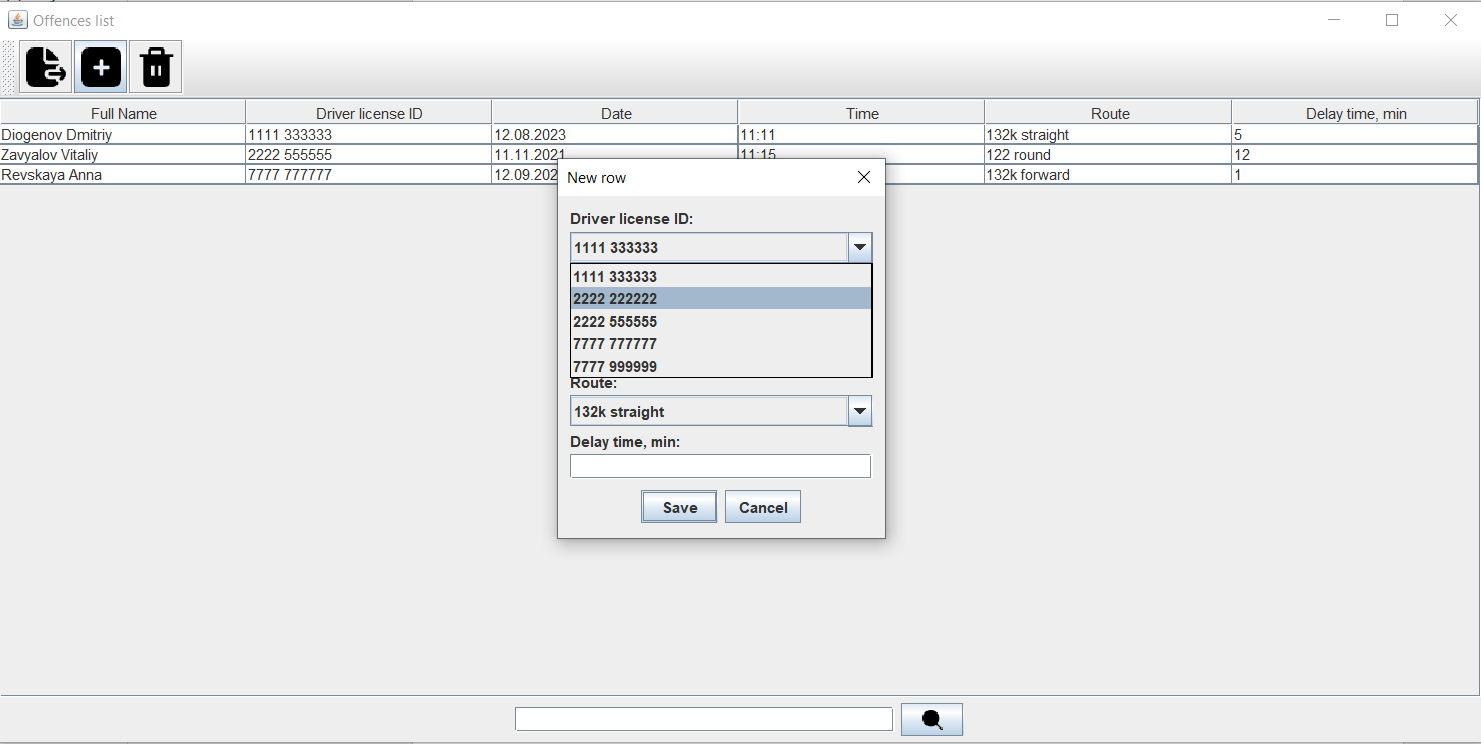 Offences list
Full Name Driver license ID Date Time Route Delay time, min
Diogenov Dmitriy 1111 333333 12.08.2023 11:11 132k straight 5
Zavyalov Vitaliy 2222 555555 11.11.2021 11:15 122 round 12
Revskaya Anna 7777 777777 12.09.202 132k forward 1
New row
Driver license ID:
1111 333333
1111 333333
2222 222222
2222 555555
7777 777777
7777 999999
Route:
132k straight
Delay time, min:
Save Cancel